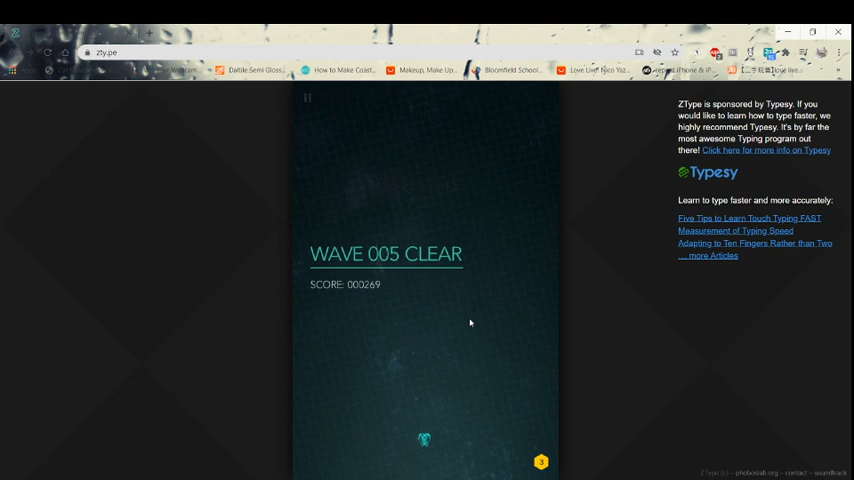 zty.pe
Daltile Semi Gloss...
How to Make Coast...
Makeup, Make Up...
Bloomfield School...
Love Live! Nico Yaz...
ZType is sponsored by Typesy. If you
would like to learn how to type faster, we
highly recommend Typesy. It's by far the
most awesome Typing program out
there! Click here for more info on Typesy
Typesy
Learn to type faster and more accurately:
Five Tips to Learn Touch Typing FAST
Measurement of Typing Speed
Adapting to Ten Fingers Rather than Two
... more Articles
WAVE 005 CLEAR
SCORE: 000269
3
ZType (c) – phoboslab.org – contact – soundtrack